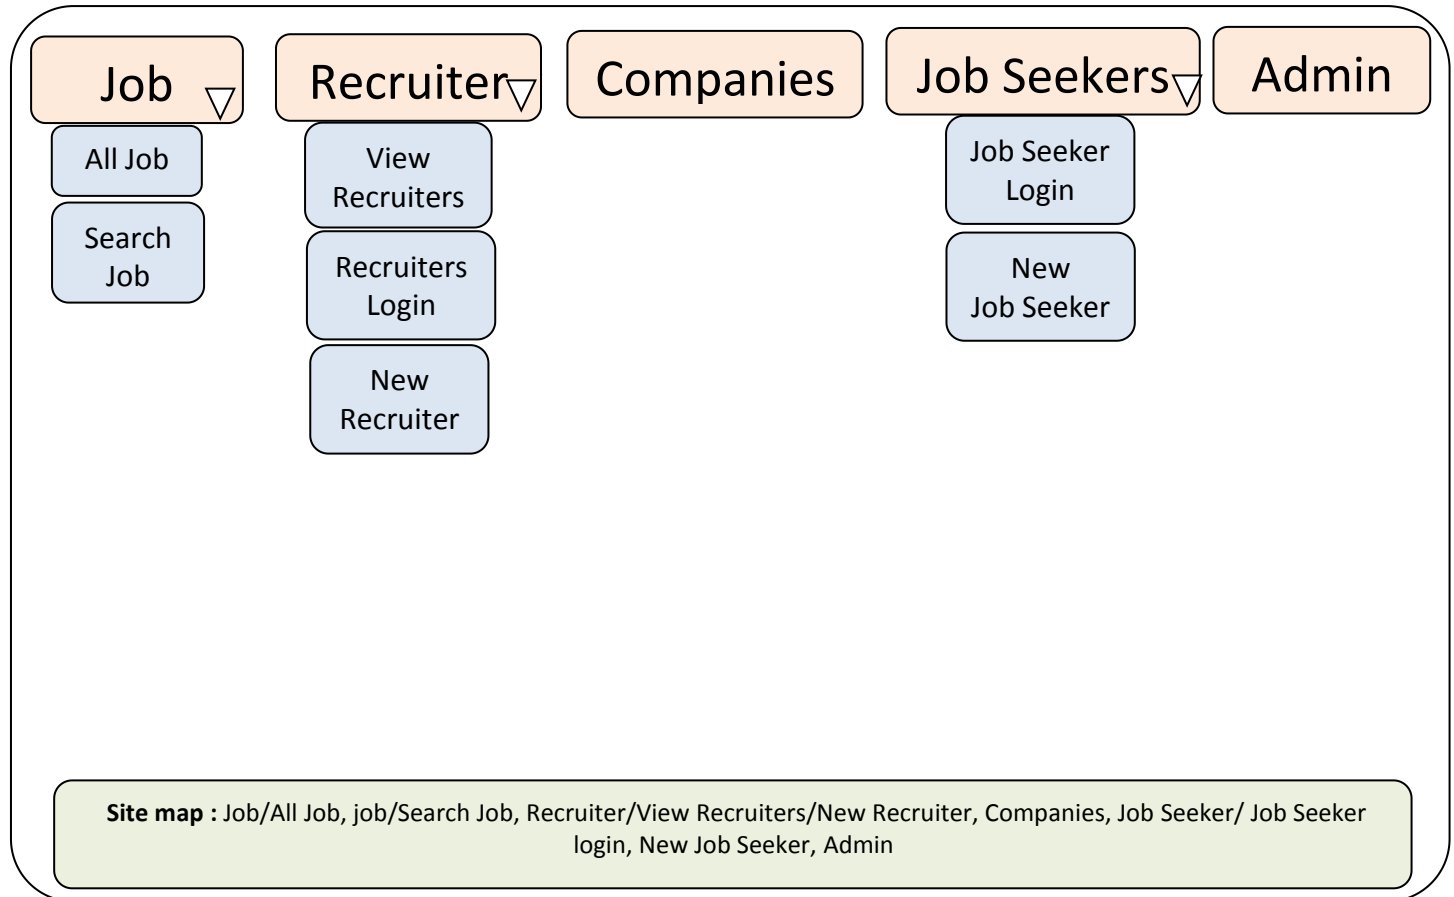 Job
Recruiter
Companies
Job Seekers
Admin
All Job
Search
Job
View
Recruiters
Recruiters
Login
New
Recruiter
Job Seeker
Login
New
Job Seeker
Site map : Job/All Job, job/Search Job, Recruiter/View Recruiters/New Recruiter, Companies, Job Seeker/ Job Seeker
login, New Job Seeker, Admin